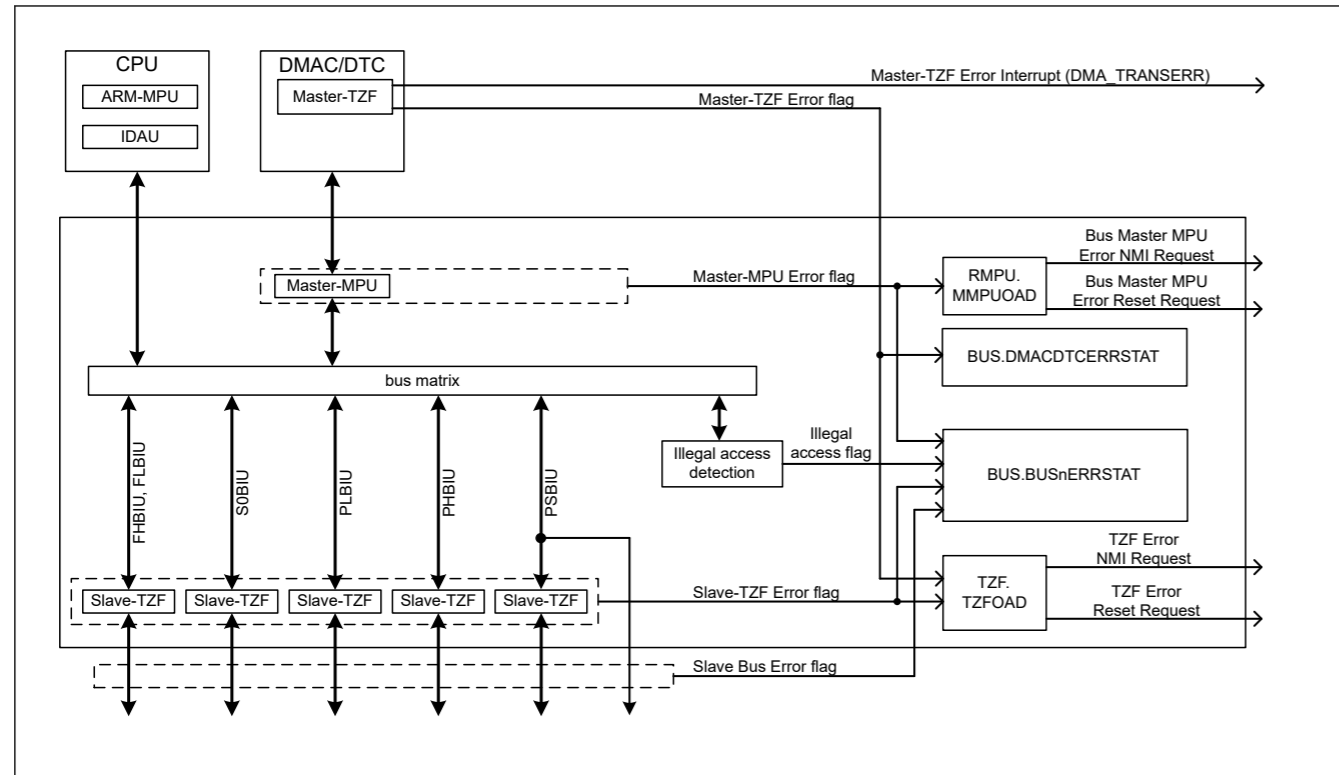 CPU
ARM-MPU
IDAU
DMAC/DTC
Master-TZF
Master-TZF Error Interrupt (DMA_TRANSERR)
Master-TZF Error flag
Master-MPU
Master-MPU Error flag
RMPU.
MMPUOAD
Bus Master MPU
Error NMI Request
Bus Master MPU
Error Reset Request
BUS.DMACDTCERRSTAT
bus matrix
FHBIU, FLBIU
S0BIU
PLBIU
PHBIU
PSBIU
Illegal access
detection
Illegal
access flag
BUS.BUSnERRSTAT
Slave-TZF
Slave-TZF
Slave-TZF
Slave-TZF
Slave-TZF
Slave-TZF Error flag
TZF.
TZFOAD
TZF Error
NMI Request
TZF Error
Reset Request
Slave Bus Error flag